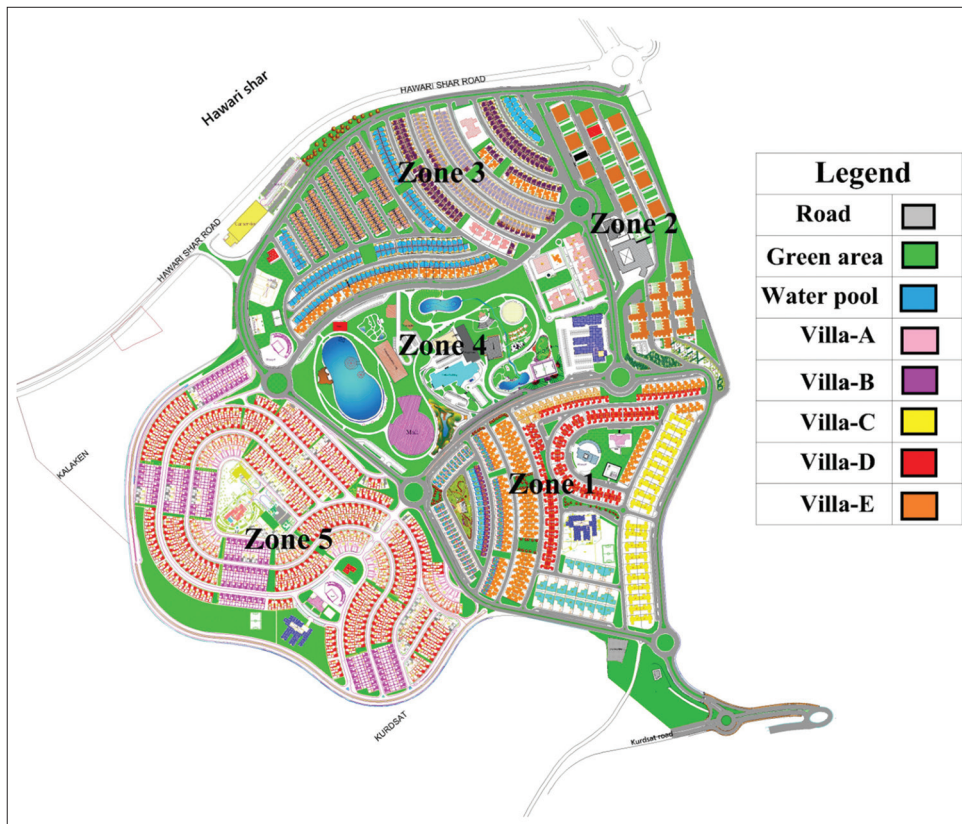 Hawari shar
HAWARI SHAR ROAD
HAWARI SHAR ROAD
Zone 3
Zone 2
Zone 4
Mall
Zone 1
Zone 5
KALAKEN
KURDSAT
Kurdsat road
Legend
Road
Green area
Water pool
Villa-A
Villa-B
Villa-C
Villa-D
Villa-E